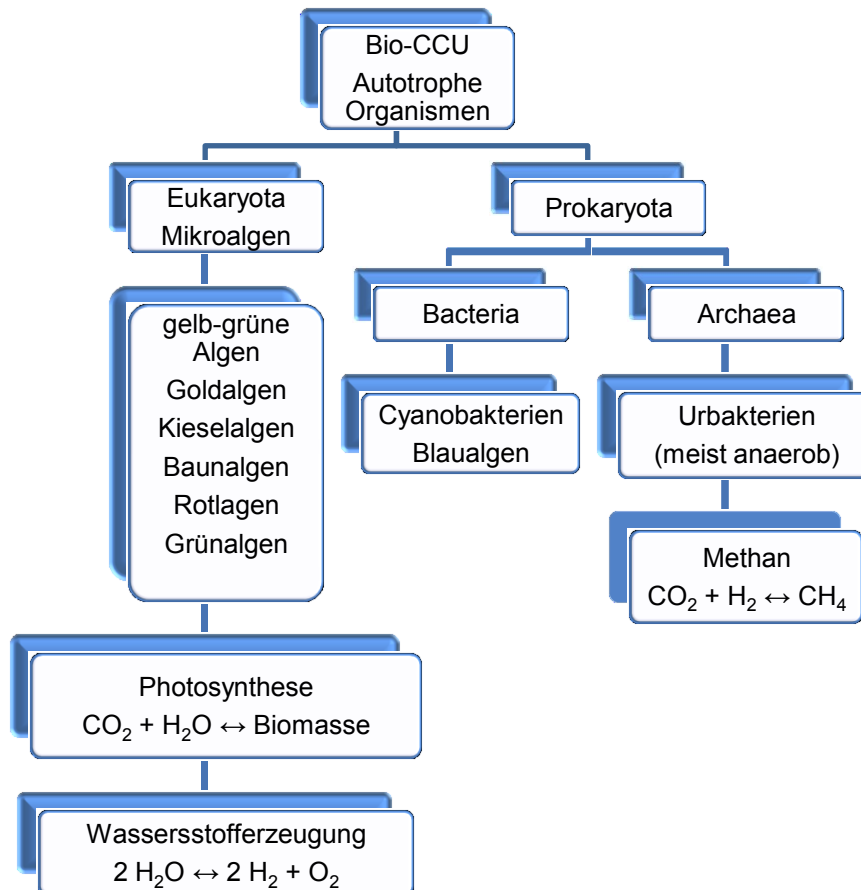 Bio-CCU
Autotrophe
Organismen
Eukaryota
Mikroalgen
Prokaryota
gelb-grüne
Algen
Goldalgen
Kieselalgen
Baunalgen
Rotlagen
Grünalgen
Bacteria
Archaea
Cyanobakterien
Blaualgen
Urbakterien
(meist anaerob)
Methan
CO₂ + H₂ ↔ CH₄
Photosynthese
CO₂ + H₂O ↔ Biomasse
Wassersstofferzeugung
2 H₂O ↔ 2 H₂ + O₂